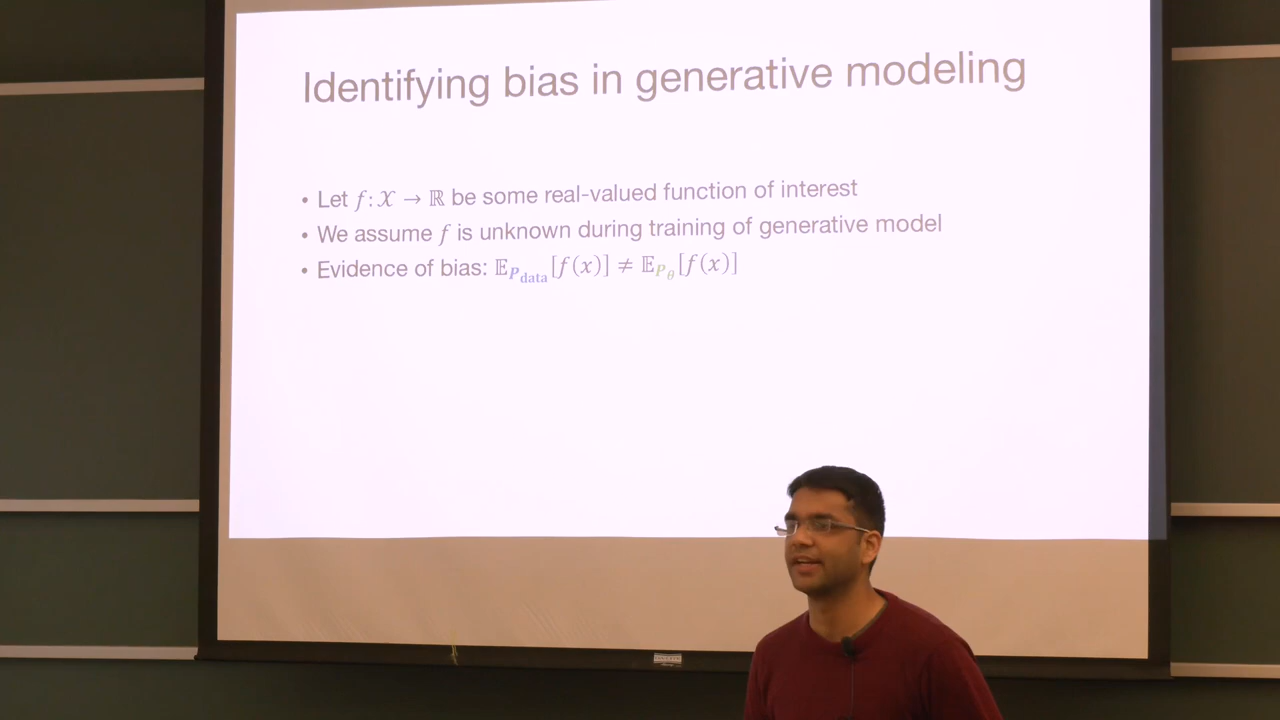 Identifying bias in generative modeling
• Let f: 𝒳 → ℝ be some real-valued function of interest
• We assume f is unknown during training of generative model
• Evidence of bias: 𝔼_{P_data}[f(x)] ≠ 𝔼_{P_θ}[f(x)]